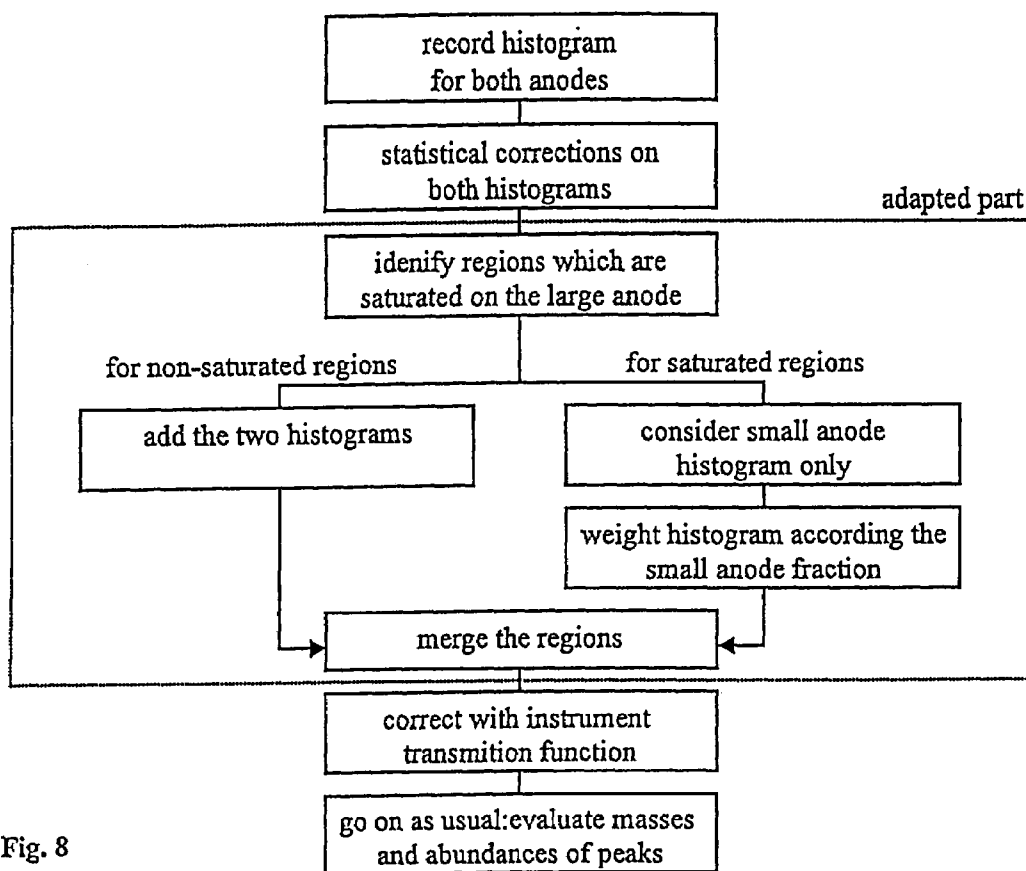 record histogram
for both anodes
statistical corrections on
both histograms
adapted part
idenify regions which are
saturated on the large anode
for non-saturated regions
for saturated regions
add the two histograms
consider small anode
histogram only
weight histogram according the
small anode fraction
merge the regions
correct with instrument
transmition function
go on as usual:evaluate masses
and abundances of peaks
Fig. 8